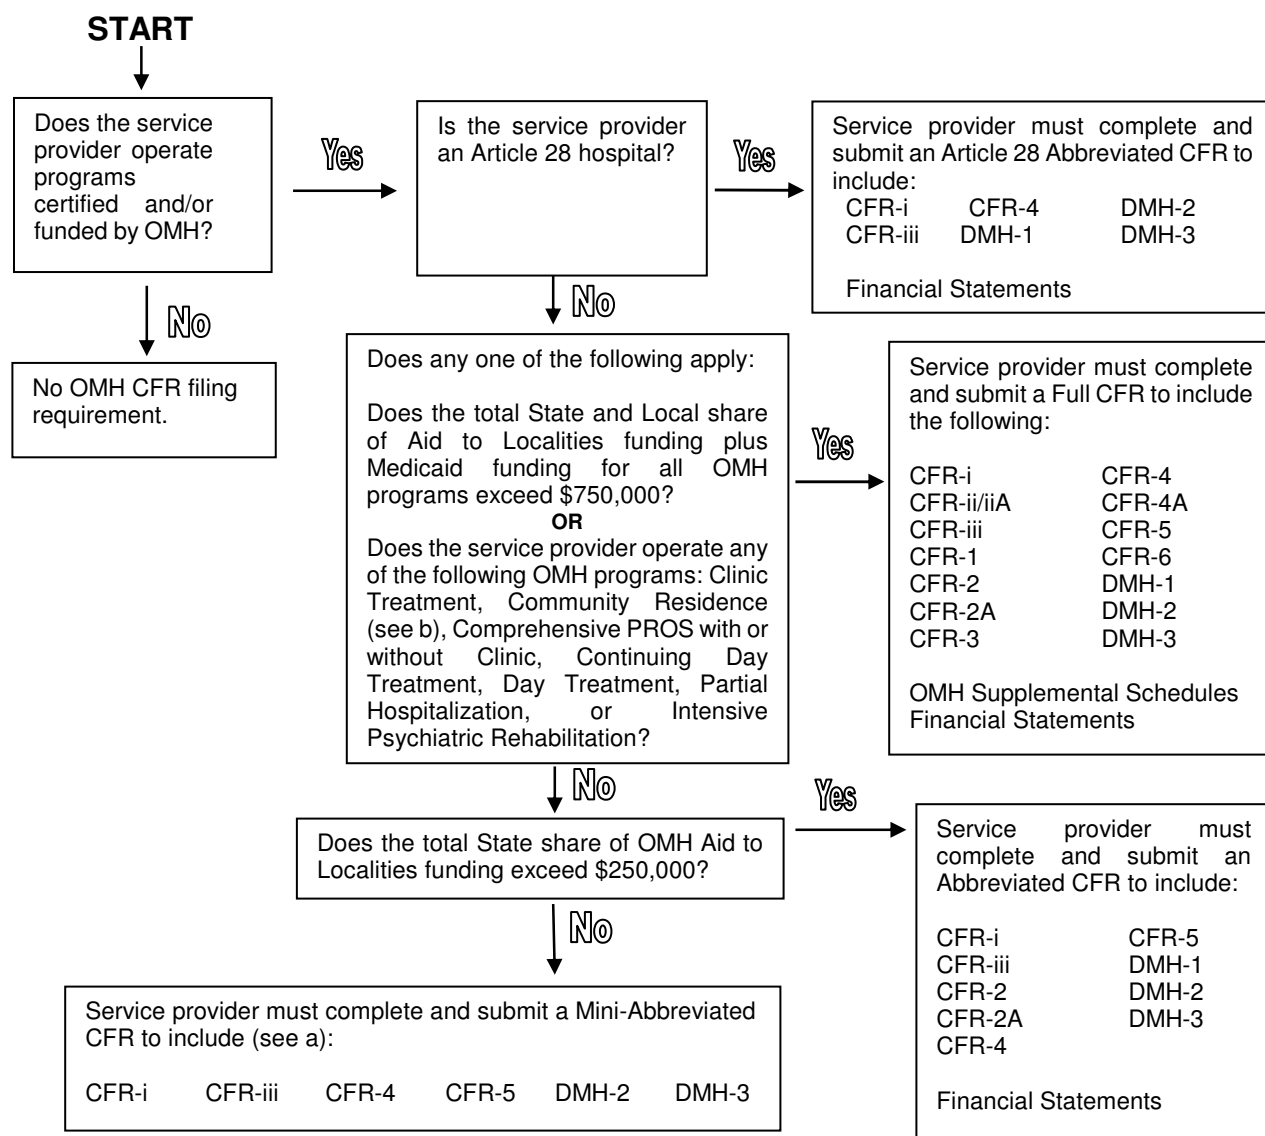 START
Does the service
provider operate
programs
certified and/or
funded by OMH?
Yes
Is the service provider
an Article 28 hospital?
Yes
Service provider must complete and
submit an Article 28 Abbreviated CFR to
include:
CFR-i CFR-4 DMH-2
CFR-iii DMH-1 DMH-3
Financial Statements
No
No OMH CFR filing
requirement.
No
Does any one of the following apply:
Does the total State and Local share
of Aid to Localities funding plus
Medicaid funding for all OMH
programs exceed $750,000?
OR
Does the service provider operate any
of the following OMH programs: Clinic
Treatment, Community Residence
(see b), Comprehensive PROS with or
without Clinic, Continuing Day
Treatment, Day Treatment, Partial
Hospitalization, or Intensive
Psychiatric Rehabilitation?
Yes
Service provider must complete
and submit a Full CFR to include
the following:
CFR-i CFR-4
CFR-ii/iiA CFR-4A
CFR-iii CFR-5
CFR-1 CFR-6
CFR-2 DMH-1
CFR-2A DMH-2
CFR-3 DMH-3
OMH Supplemental Schedules
Financial Statements
No
Does the total State share of OMH Aid to
Localities funding exceed $250,000?
Yes
Service provider must
complete and submit an
Abbreviated CFR to include:
CFR-i CFR-5
CFR-iii DMH-1
CFR-2 DMH-2
CFR-2A DMH-3
CFR-4
Financial Statements
No
Service provider must complete and submit a Mini-Abbreviated
CFR to include (see a):
CFR-i CFR-iii CFR-4 CFR-5 DMH-2 DMH-3